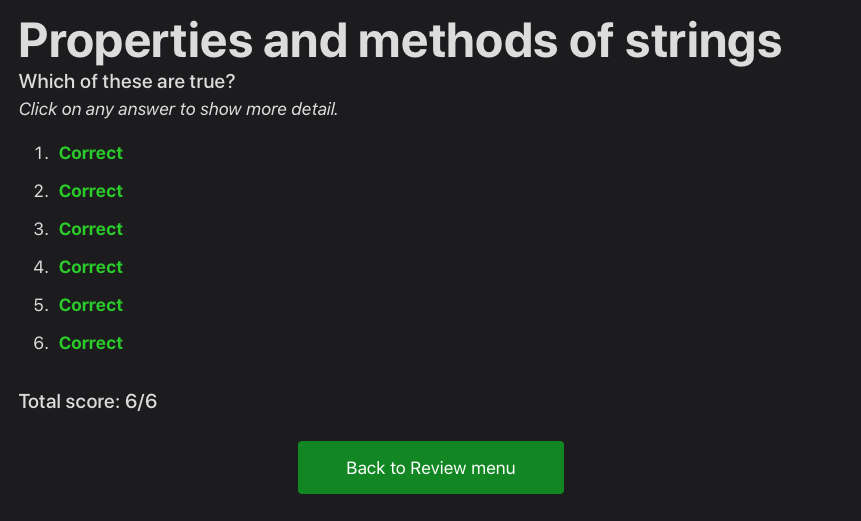 Properties and methods of strings
Which of these are true?
Click on any answer to show more detail.
1. Correct
2. Correct
3. Correct
4. Correct
5. Correct
6. Correct
Total score: 6/6
Back to Review menu